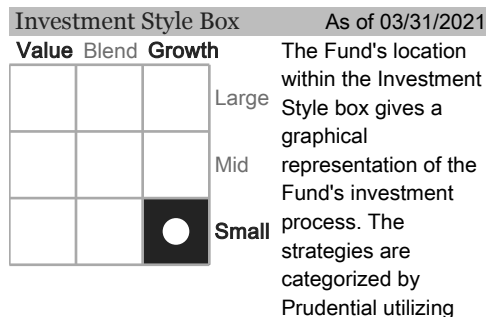 Investment Style Box As of 03/31/2021
Value Blend Growth
Large
Mid
Small
The Fund's location
within the Investment
Style box gives a
graphical
representation of the
Fund's investment
process. The
strategies are
categorized by
Prudential utilizing